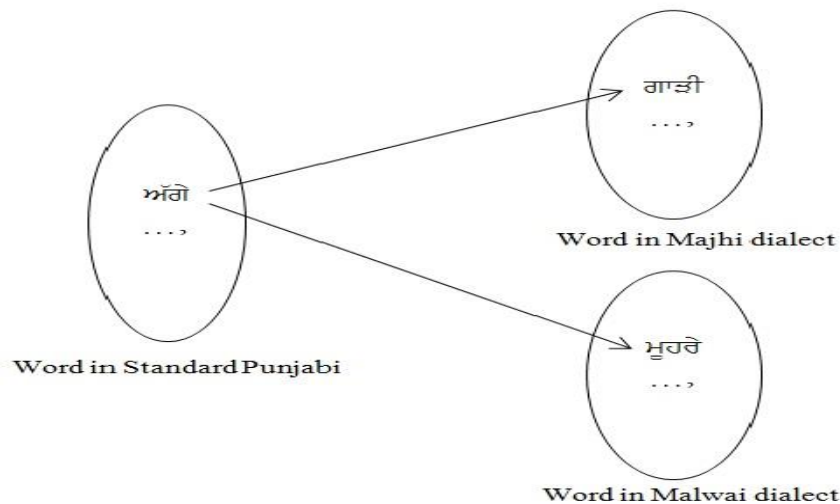 ਗਾੜੀ
...,
Word in Majhi dialect
ਅੱਗੇ
...,
Word in Standard Punjabi
ਮੂਹਰੇ
...,
Word in Malwai dialect